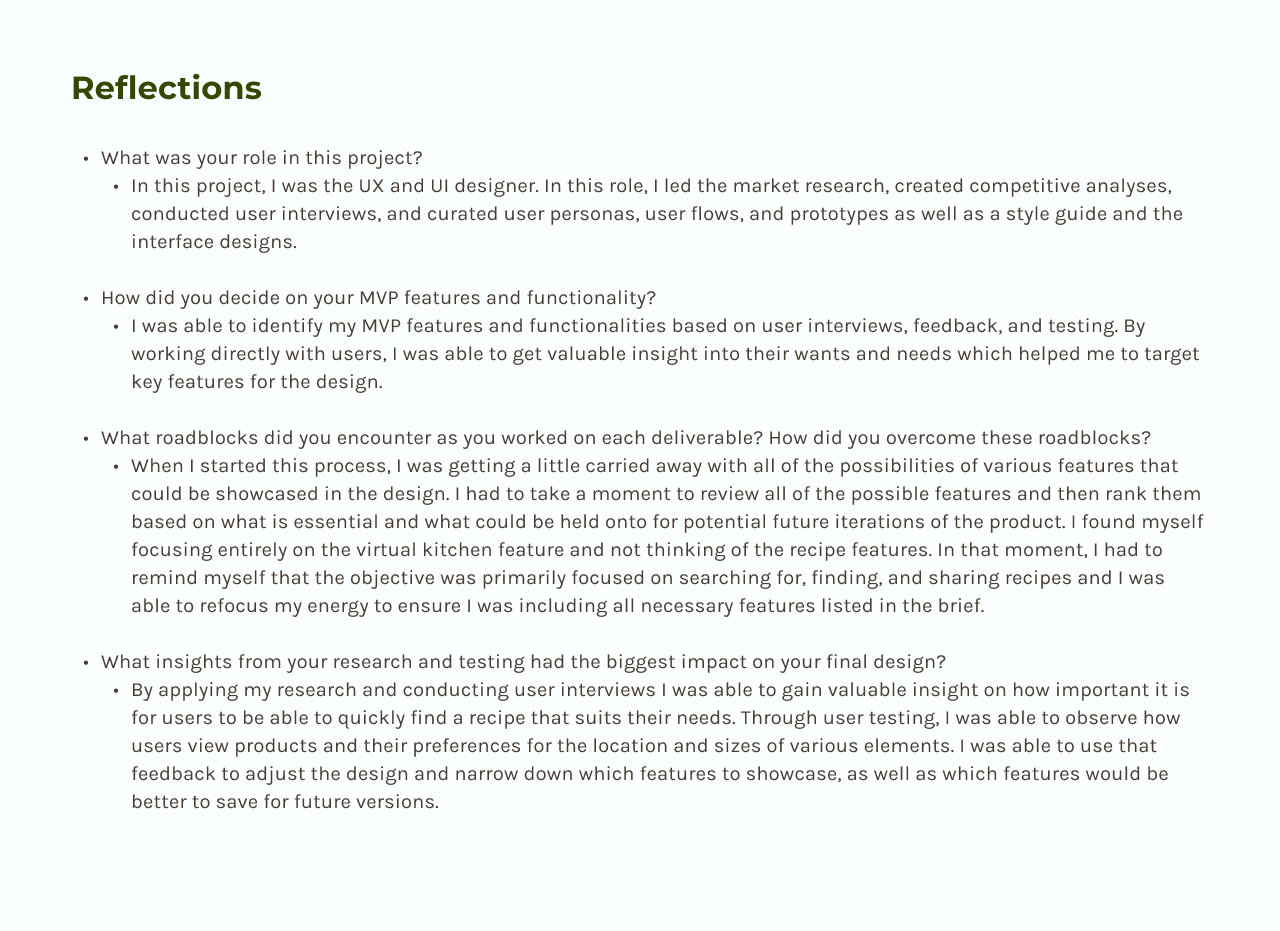 Reflections
• What was your role in this project?
• In this project, I was the UX and UI designer. In this role, I led the market research, created competitive analyses,
conducted user interviews, and curated user personas, user flows, and prototypes as well as a style guide and the
interface designs.
• How did you decide on your MVP features and functionality?
• I was able to identify my MVP features and functionalities based on user interviews, feedback, and testing. By
working directly with users, I was able to get valuable insight into their wants and needs which helped me to target
key features for the design.
• What roadblocks did you encounter as you worked on each deliverable? How did you overcome these roadblocks?
• When I started this process, I was getting a little carried away with all of the possibilities of various features that
could be showcased in the design. I had to take a moment to review all of the possible features and then rank them
based on what is essential and what could be held onto for potential future iterations of the product. I found myself
focusing entirely on the virtual kitchen feature and not thinking of the recipe features. In that moment, I had to
remind myself that the objective was primarily focused on searching for, finding, and sharing recipes and I was
able to refocus my energy to ensure I was including all necessary features listed in the brief.
• What insights from your research and testing had the biggest impact on your final design?
• By applying my research and conducting user interviews I was able to gain valuable insight on how important it is
for users to be able to quickly find a recipe that suits their needs. Through user testing, I was able to observe how
users view products and their preferences for the location and sizes of various elements. I was able to use that
feedback to adjust the design and narrow down which features to showcase, as well as which features would be
better to save for future versions.